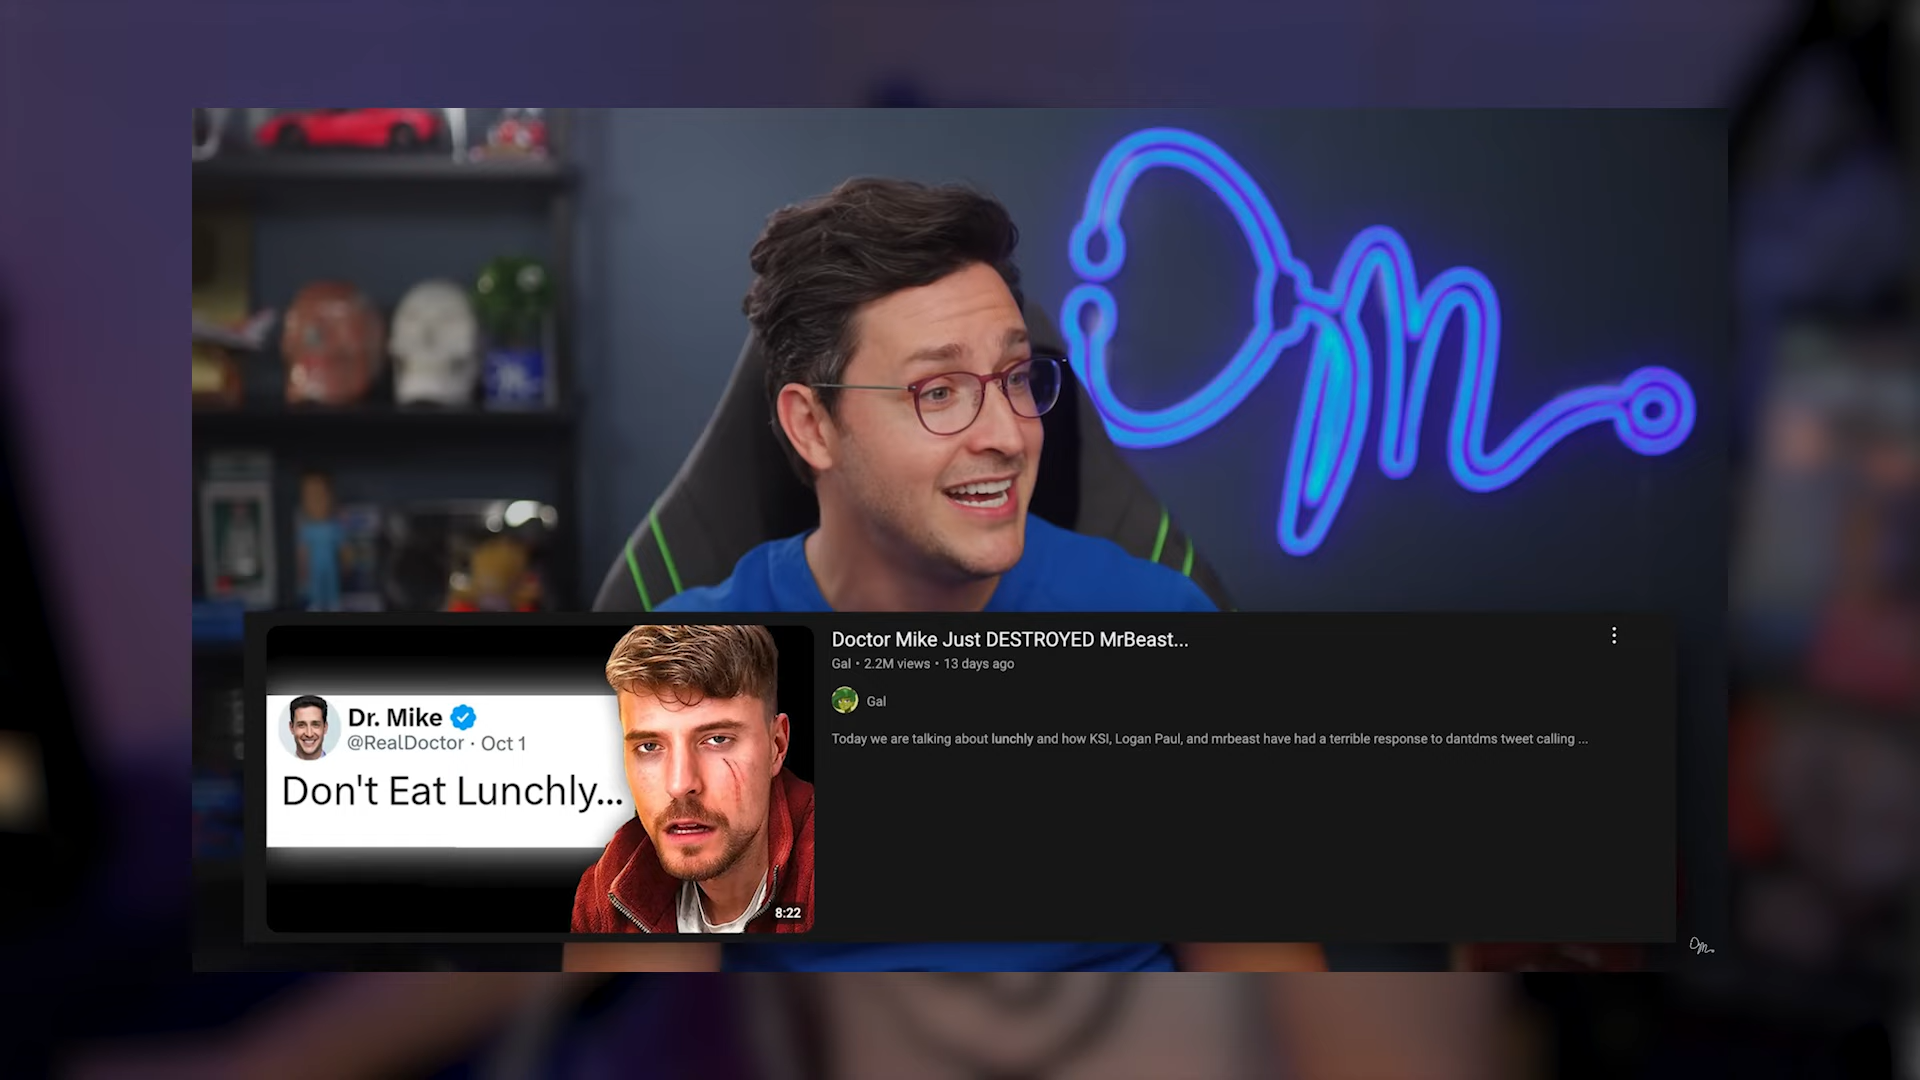 Dr. Mike
@RealDoctor · Oct 1
Don't Eat Lunchly...
8:22
Doctor Mike Just DESTROYED MrBeast...
Gal • 2.2M views • 13 days ago
Gal
Today we are talking about lunchly and how KSI, Logan Paul, and mrbeast have had a terrible response to dantdms tweet calling ...
DM